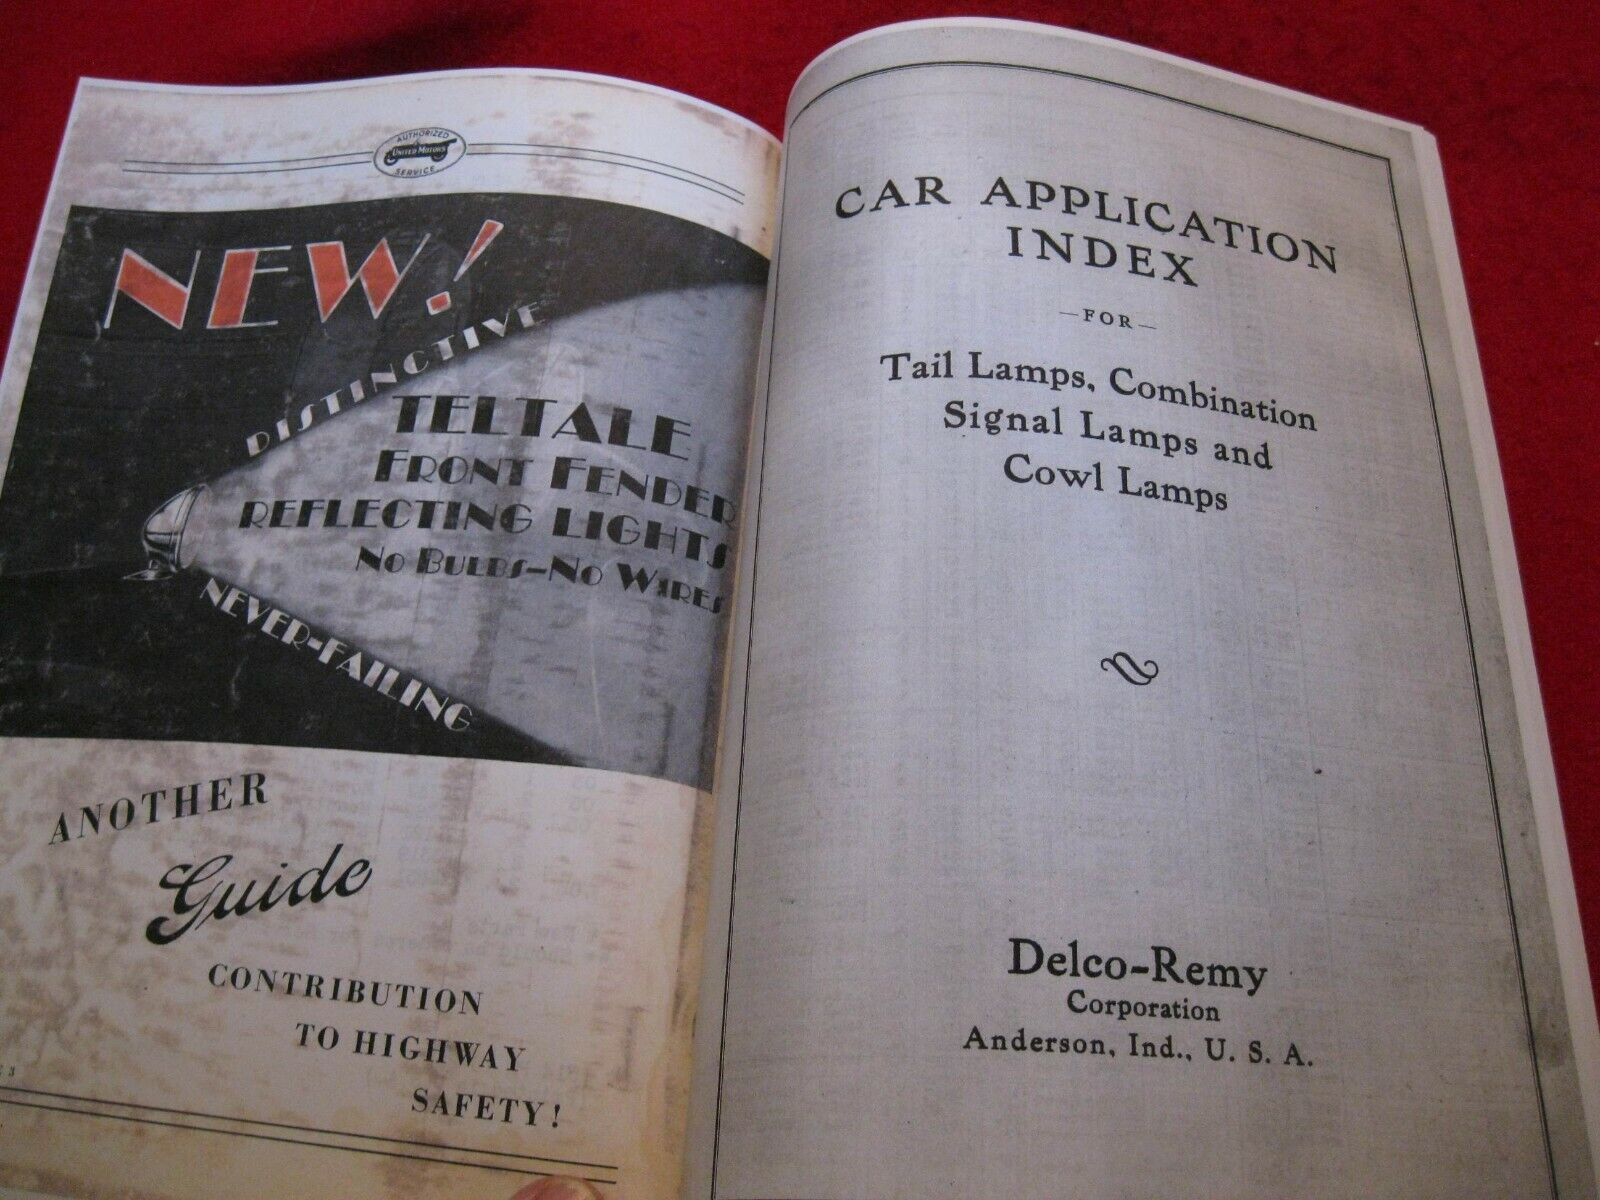 AUTHORIZED
UNITED MOTORS
SERVICE
NEW!
DISTINCTIVE
TELTALE
FRONT FENDER
REFLECTING LIGHTS
NO BULBS-NO WIRES
NEVER-FAILING
ANOTHER
Guide
CONTRIBUTION
TO HIGHWAY
SAFETY!
3
CAR APPLICATION
INDEX
—FOR—
Tail Lamps, Combination
Signal Lamps and
Cowl Lamps
Delco-Remy
Corporation
Anderson, Ind., U. S. A.